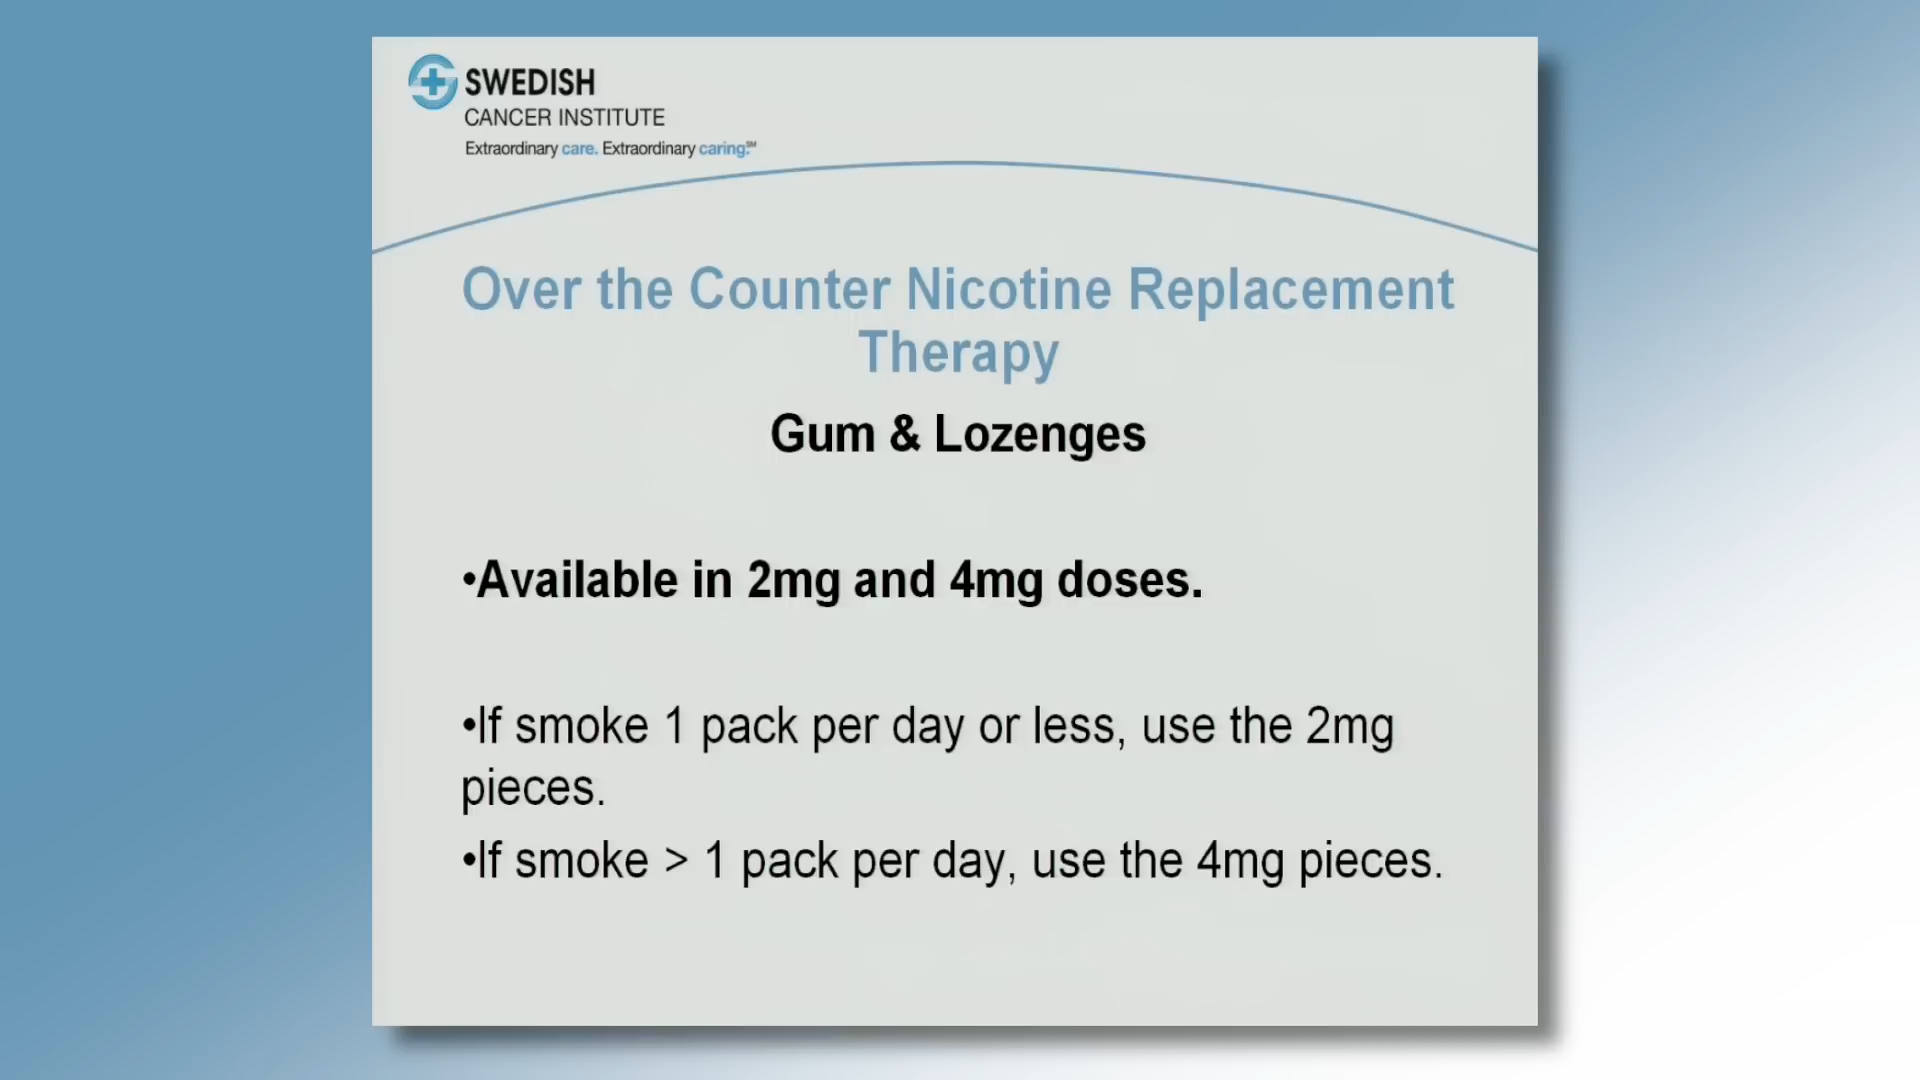 SWEDISH
CANCER INSTITUTE
Extraordinary care. Extraordinary caring.℠
Over the Counter Nicotine Replacement
Therapy
Gum & Lozenges
•Available in 2mg and 4mg doses.
•If smoke 1 pack per day or less, use the 2mg
pieces.
•If smoke > 1 pack per day, use the 4mg pieces.